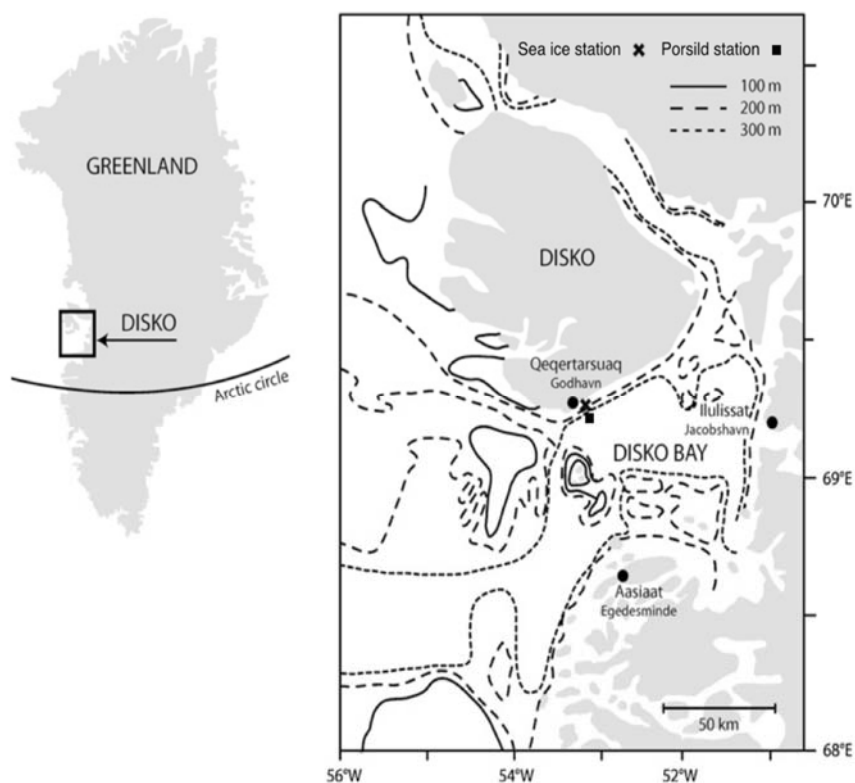 GREENLAND
DISKO
Arctic circle
Sea ice station Porsild station
100 m
200 m
300 m
DISKO
Qeqertarsuaq
Godhavn
Ilulissat
Jacobshavn
DISKO BAY
Aasiaat
Egedesminde
50 km
70°E
69°E
68°E
56°W 54°W 52°W